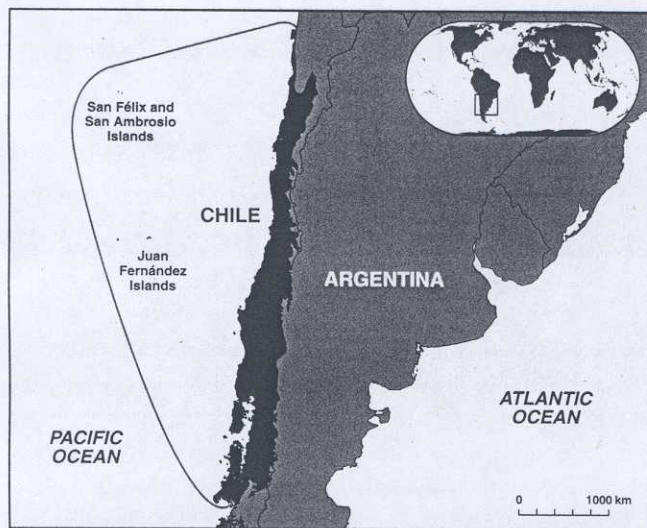 San Félix and
San Ambrosio
Islands
CHILE
Juan
Fernández
Islands
ARGENTINA
ATLANTIC
OCEAN
PACIFIC
OCEAN
0 1000 km